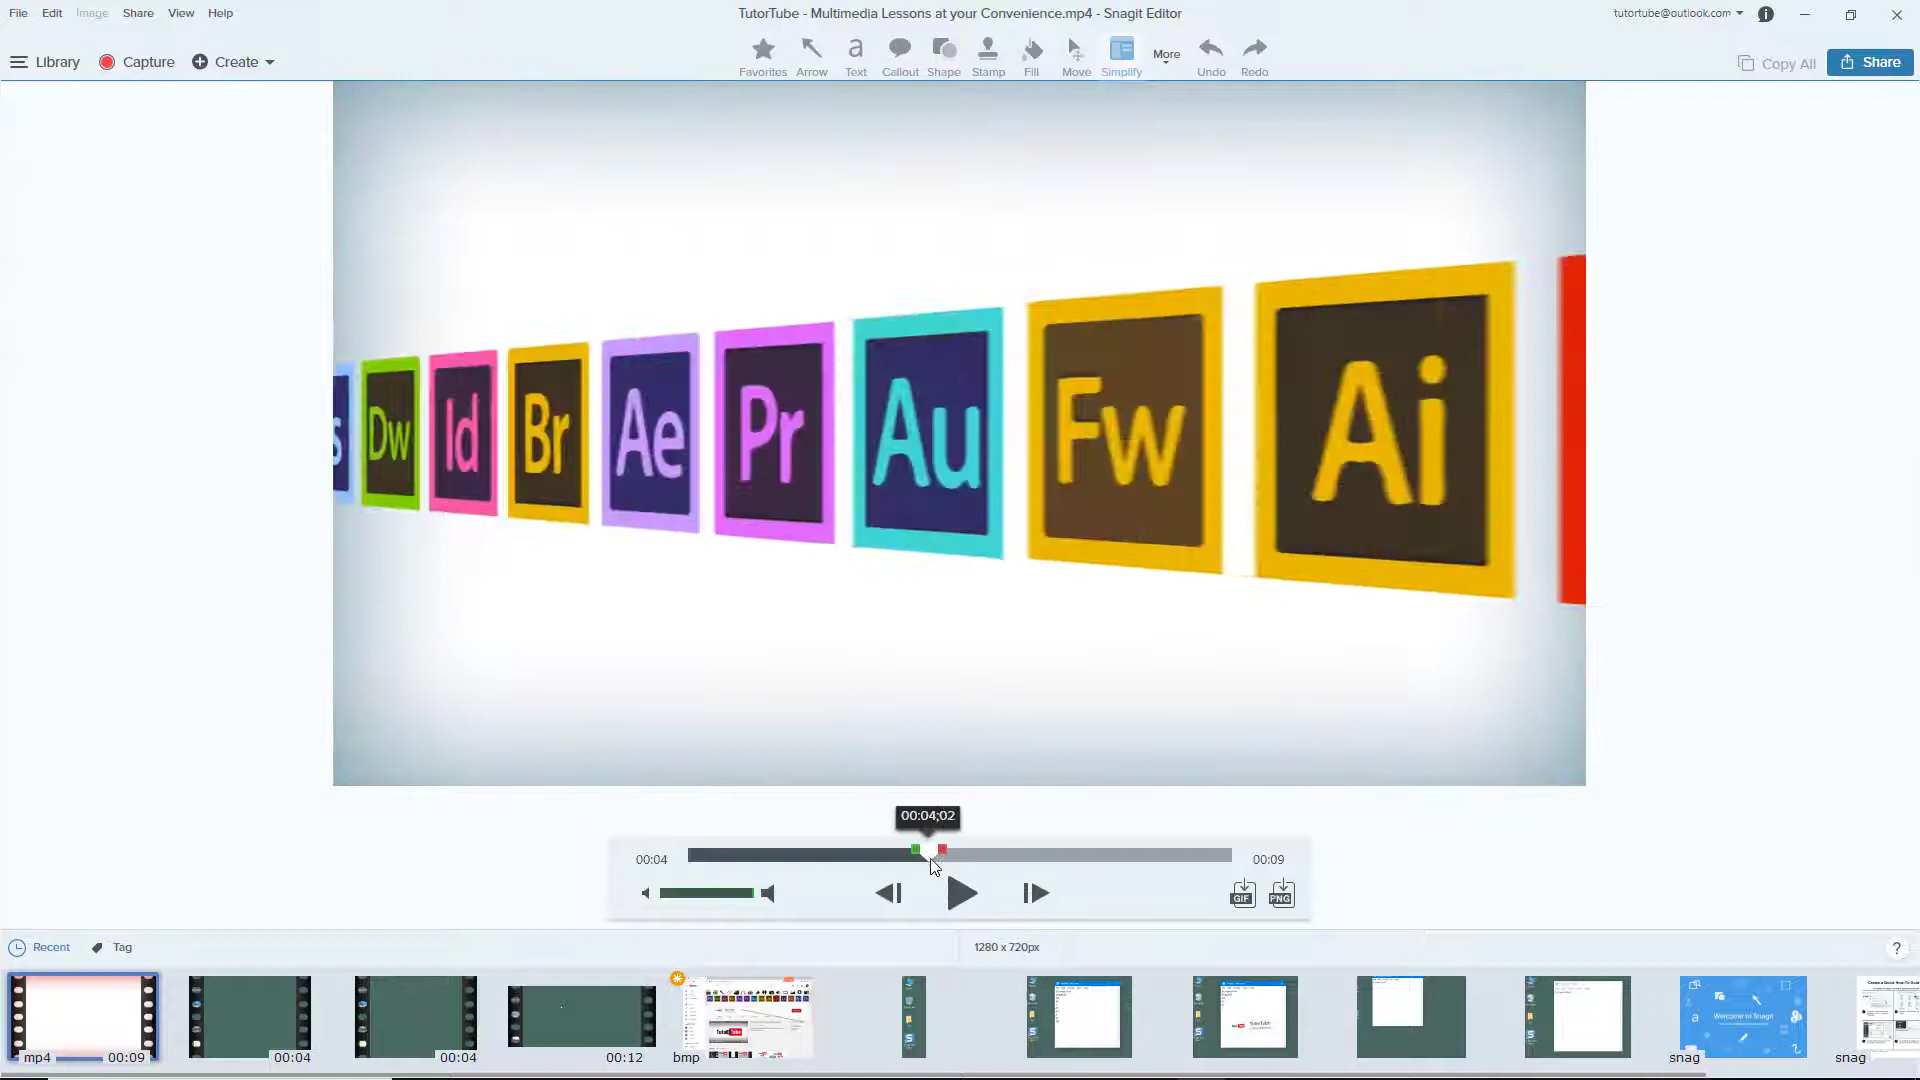 File Edit Image Share View Help
TutorTube - Multimedia Lessons at your Convenience.mp4 - Snagit Editor
tutortube@outlook.com
Library Capture Create
Favorites Arrow Text Callout Shape Stamp Fill Move Simplify More Undo Redo
Copy All Share
s Dw Id Br Ae Pr Au Fw Ai
00:04;02
00:04 00:09
GIF PNG
Recent Tag
1280 x 720px
?
Welcome to Snagit
mp4 00:09 00:04 00:04 00:12 bmp snag snag